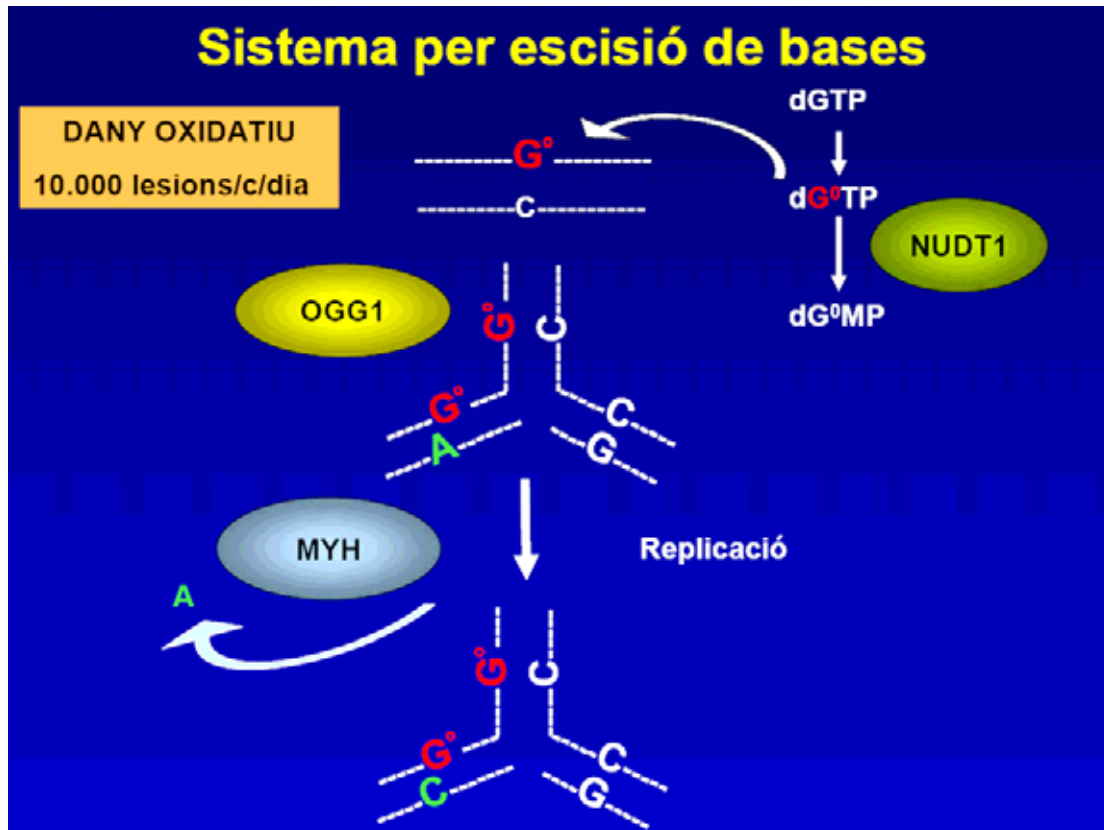 Sistema per escisió de bases
DANY OXIDATIU
10.000 lesions/c/dia
dGTP
G°
dG⁰TP
C
NUDT1
OGG1
dG⁰MP
G° C
G° C
A G
MYH
Replicació
A
G° C
G° C
C G